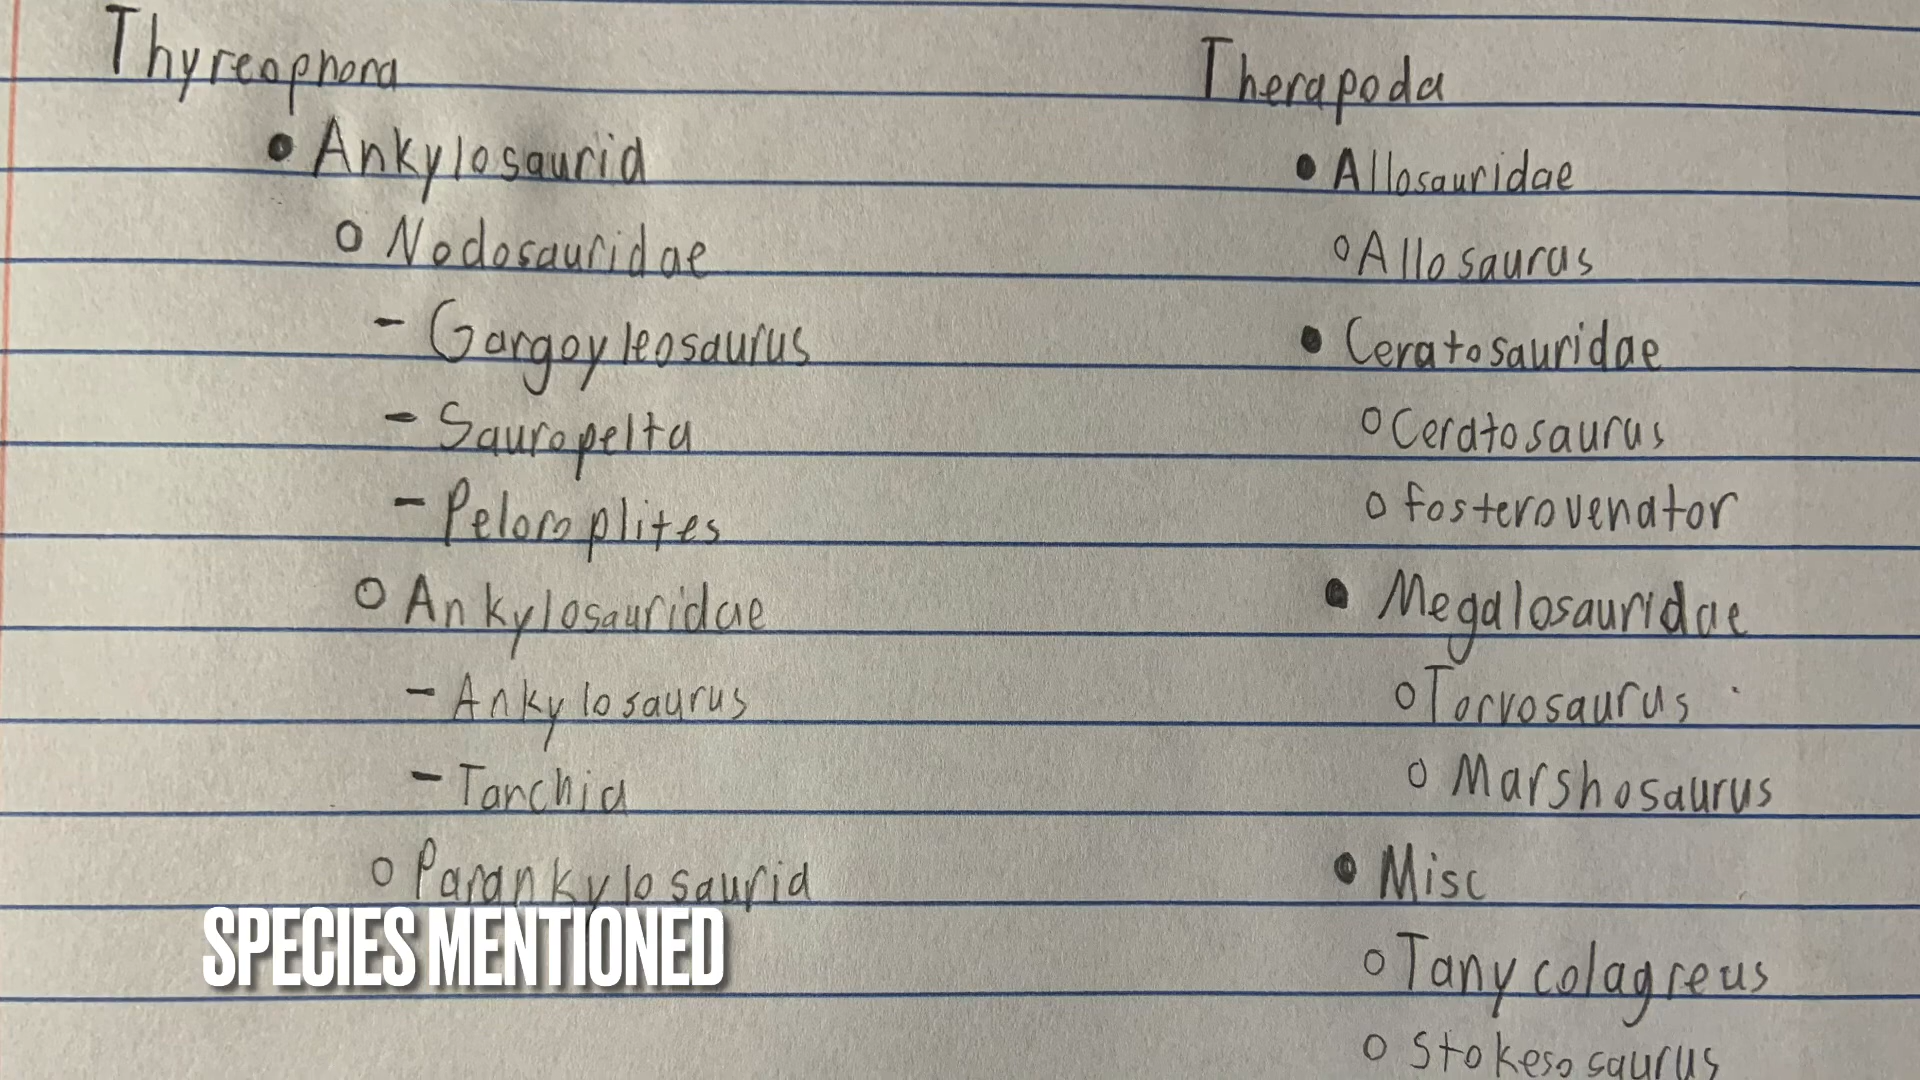 Thyreophora
• Ankylosaurid
o Nodosauridae
- Gargoyleosaurus
- Sauropelta
- Peloroplites
o Ankylosauridae
- Ankylosaurus
- Tarchia
o Parankylosaurid
SPECIES MENTIONED
Therapoda
• Allosauridae
o Allosaurus
• Ceratosauridae
o Ceratosaurus
o fosterovenator
• Megalosauridae
o Torvosaurus
o Marshosaurus
• Misc
o Tanycolagreus
o Stokesosaurus